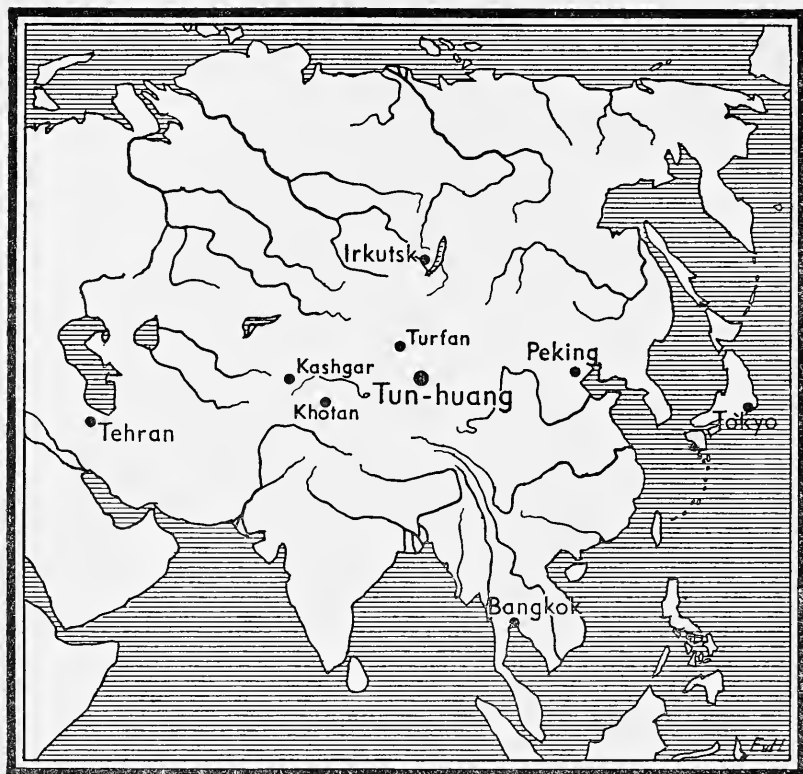 Irkutsk
Turfan
Peking
Kashgar
Tun-huang
Khotan
Tokyo
Tehran
Bangkok